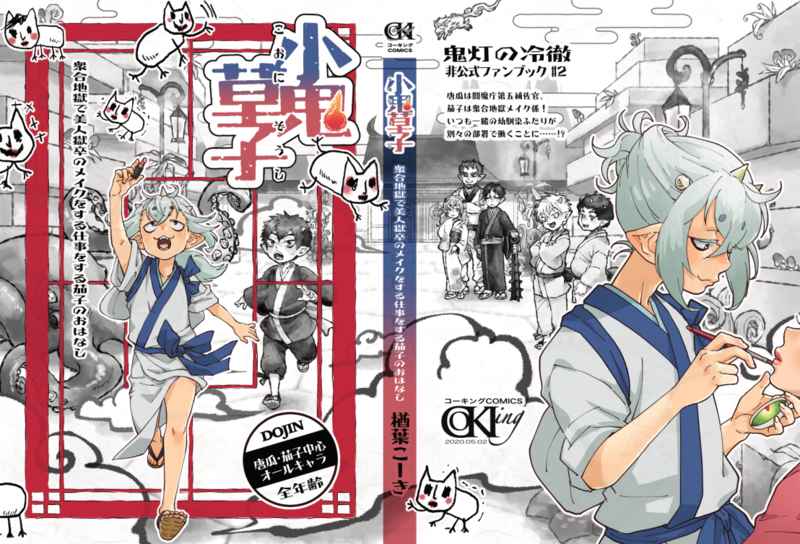 小鬼草子
こおに
そうし
衆合地獄で美人獄卒のメイクをする仕事をする茄子のおはなし
DOJIN
唐瓜・茄子中心
オールキャラ
全年齢
CKI
コーキング
COMICS
小鬼草子
衆合地獄で美人獄卒のメイクをする仕事をする茄子のおはなし
楢葉こーき
鬼灯の冷徹
非公式ファンブック #2
唐瓜は閻魔庁第五補佐官、
茄子は衆合地獄メイク係!
いつも一緒の幼馴染ふたりが
別々の部署で働くことに……!?
コーキングCOMICS
COKIng
2020.05.02